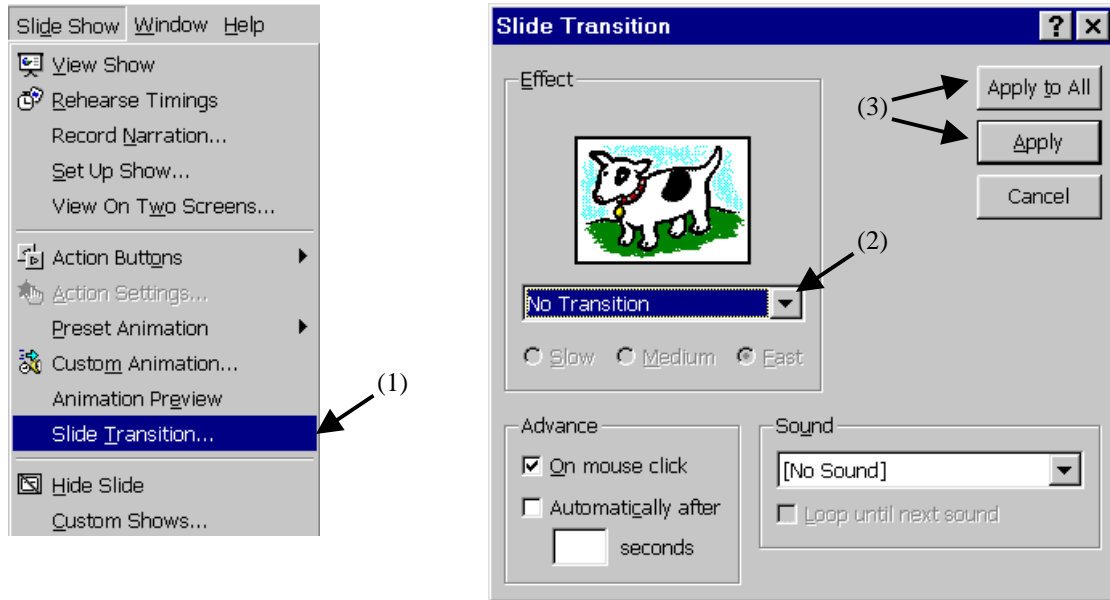 Slide Show Window Help
View Show
Rehearse Timings
Record Narration...
Set Up Show...
View On Two Screens...
Action Buttons
Action Settings...
Preset Animation
Custom Animation...
Animation Preview
Slide Transition...
Hide Slide
Custom Shows...
(1)
Slide Transition
Effect
No Transition
Slow Medium Fast
(2)
(3)
Apply to All
Apply
Cancel
Advance
On mouse click
Automatically after
seconds
Sound
[No Sound]
Loop until next sound